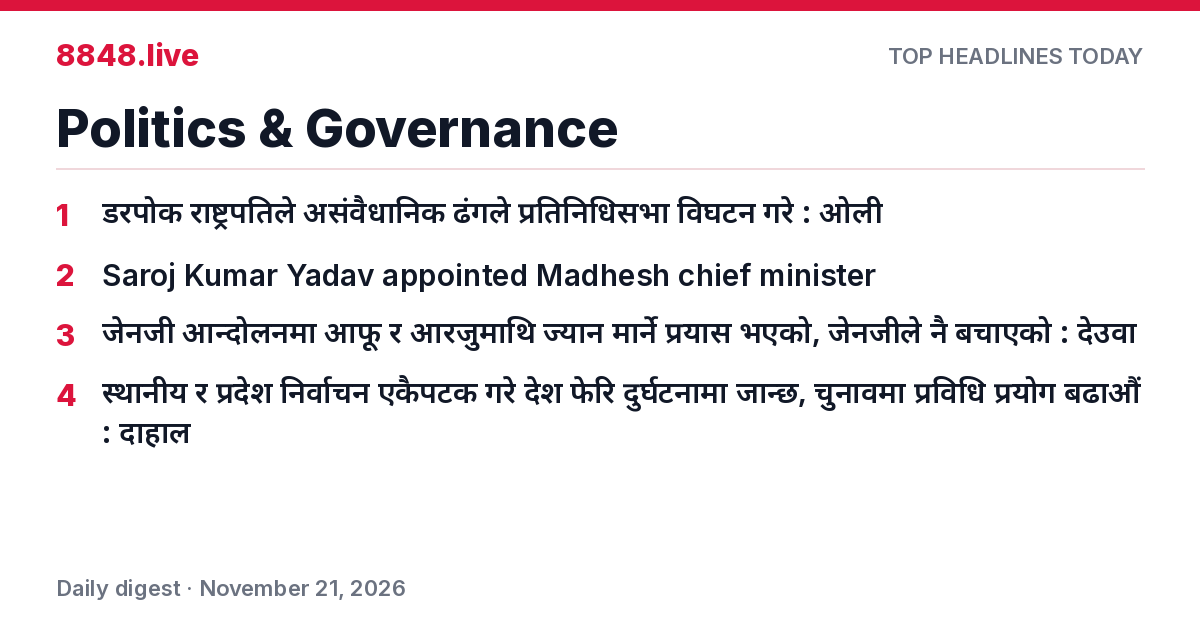 8848.live
TOP HEADLINES TODAY
Politics & Governance
1 डरपोक राष्ट्रपतिले असंवैधानिक ढंगले प्रतिनिधिसभा विघटन गरे : ओली
2 Saroj Kumar Yadav appointed Madhesh chief minister
3 जेनजी आन्दोलनमा आफू र आरजुमाथि ज्यान मार्ने प्रयास भएको, जेनजीले नै बचाएको : देउवा
4 स्थानीय र प्रदेश निर्वाचन एकैपटक गरे देश फेरि दुर्घटनामा जान्छ, चुनावमा प्रविधि प्रयोग बढाऔं
: दाहाल
Daily digest · November 21, 2026